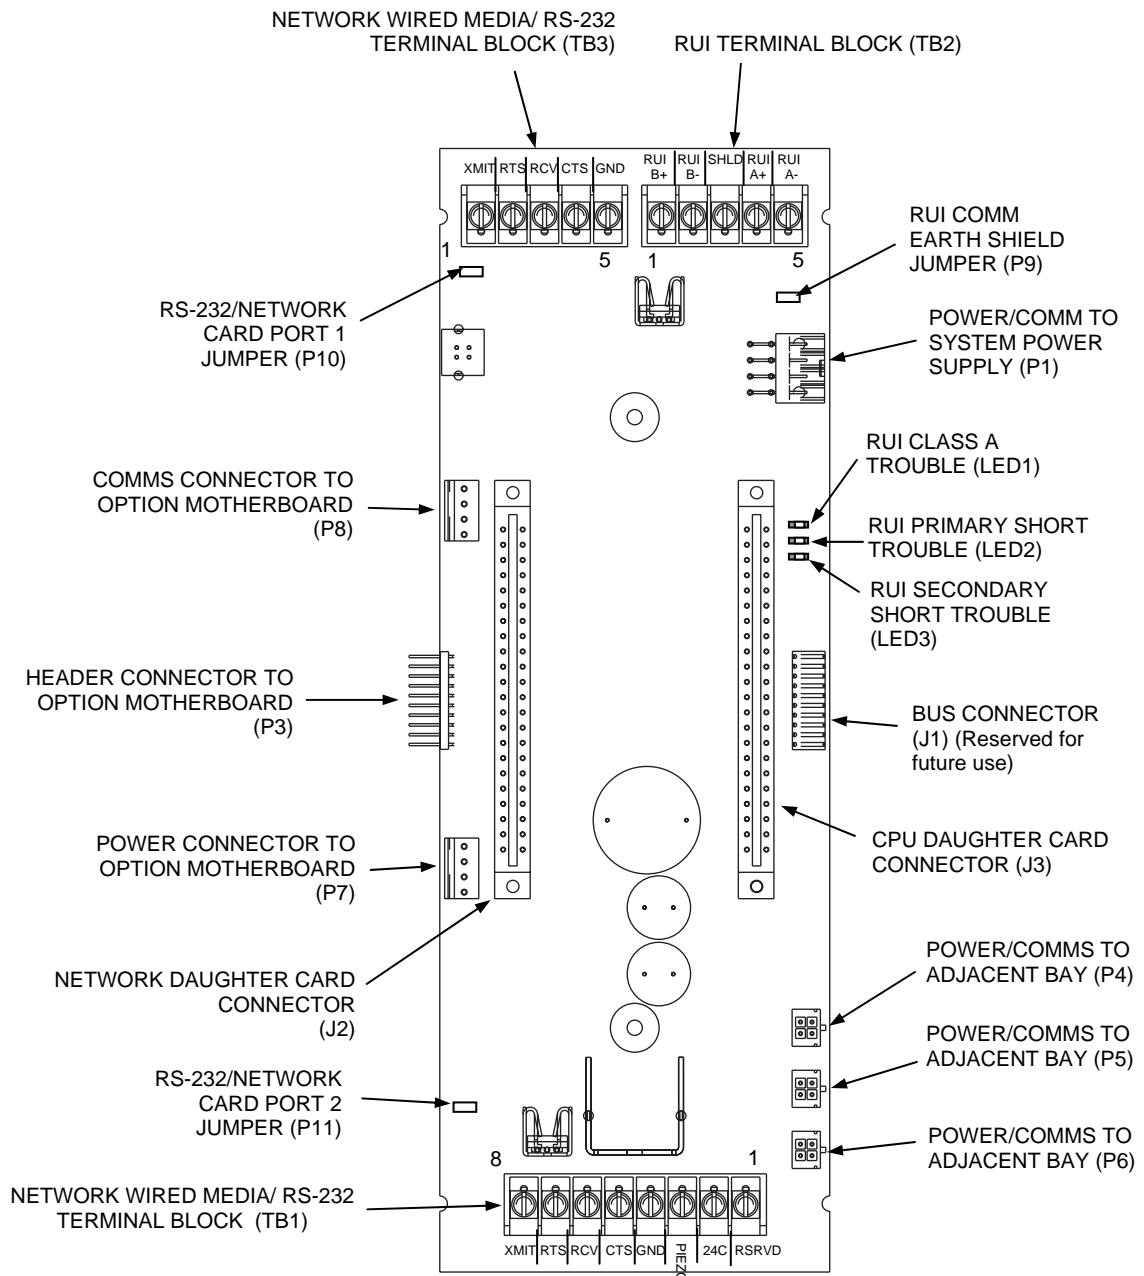 NETWORK WIRED MEDIA/ RS-232
TERMINAL BLOCK (TB3)
RUI TERMINAL BLOCK (TB2)
XMIT RTS RCV CTS GND
RUI B+
RUI B-
SHLD
RUI A+
RUI A-
1
5
1
5
RUI COMM
EARTH SHIELD
JUMPER (P9)
RS-232/NETWORK
CARD PORT 1
JUMPER (P10)
POWER/COMM TO
SYSTEM POWER
SUPPLY (P1)
RUI CLASS A
TROUBLE (LED1)
COMMS CONNECTOR TO
OPTION MOTHERBOARD
(P8)
RUI PRIMARY SHORT
TROUBLE (LED2)
RUI SECONDARY
SHORT TROUBLE
(LED3)
HEADER CONNECTOR TO
OPTION MOTHERBOARD
(P3)
BUS CONNECTOR
(J1) (Reserved for
future use)
POWER CONNECTOR TO
OPTION MOTHERBOARD
(P7)
CPU DAUGHTER CARD
CONNECTOR (J3)
NETWORK DAUGHTER CARD
CONNECTOR
(J2)
POWER/COMMS TO
ADJACENT BAY (P4)
POWER/COMMS TO
ADJACENT BAY (P5)
RS-232/NETWORK
CARD PORT 2
JUMPER (P11)
POWER/COMMS TO
ADJACENT BAY (P6)
8
1
NETWORK WIRED MEDIA/ RS-232
TERMINAL BLOCK (TB1)
XMIT RTS RCV CTS GND PIEZO 24C RSRVD